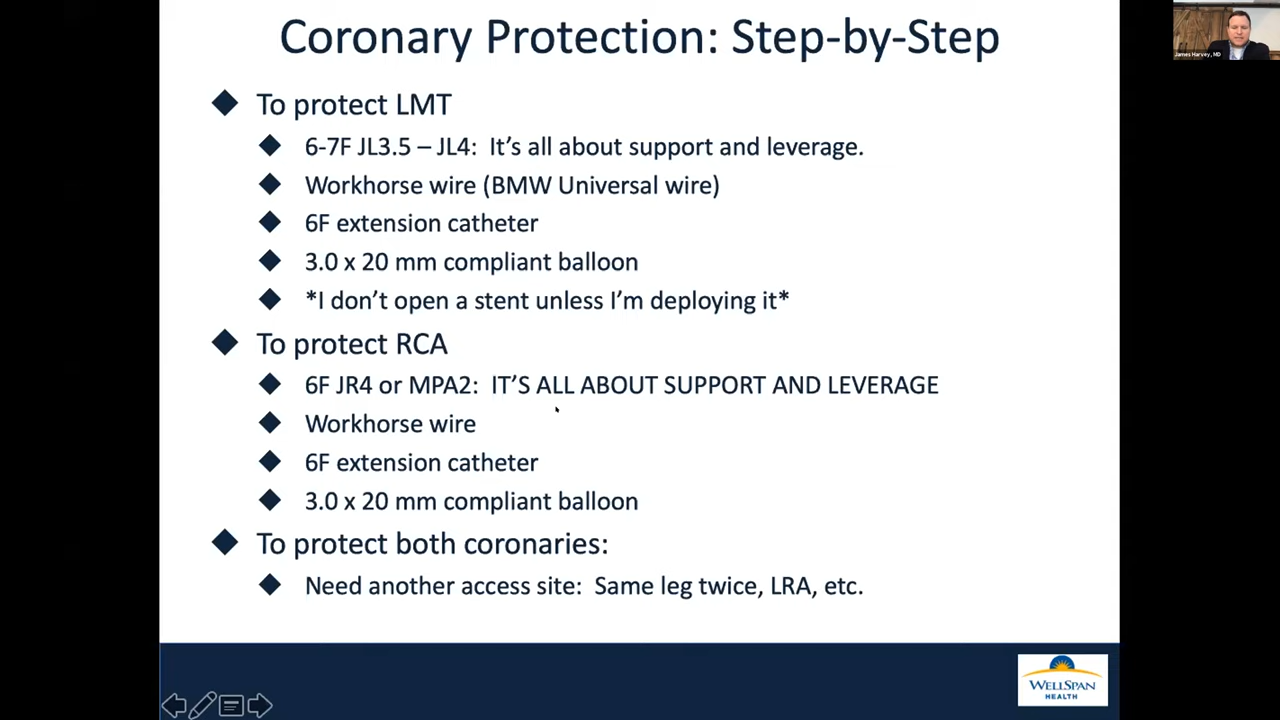 Coronary Protection: Step-by-Step
James Harvey, MD
To protect LMT
6-7F JL3.5 – JL4: It's all about support and leverage.
Workhorse wire (BMW Universal wire)
6F extension catheter
3.0 x 20 mm compliant balloon
*I don't open a stent unless I'm deploying it*
To protect RCA
6F JR4 or MPA2: IT'S ALL ABOUT SUPPORT AND LEVERAGE
Workhorse wire
6F extension catheter
3.0 x 20 mm compliant balloon
To protect both coronaries:
Need another access site: Same leg twice, LRA, etc.
WELLSPAN
HEALTH